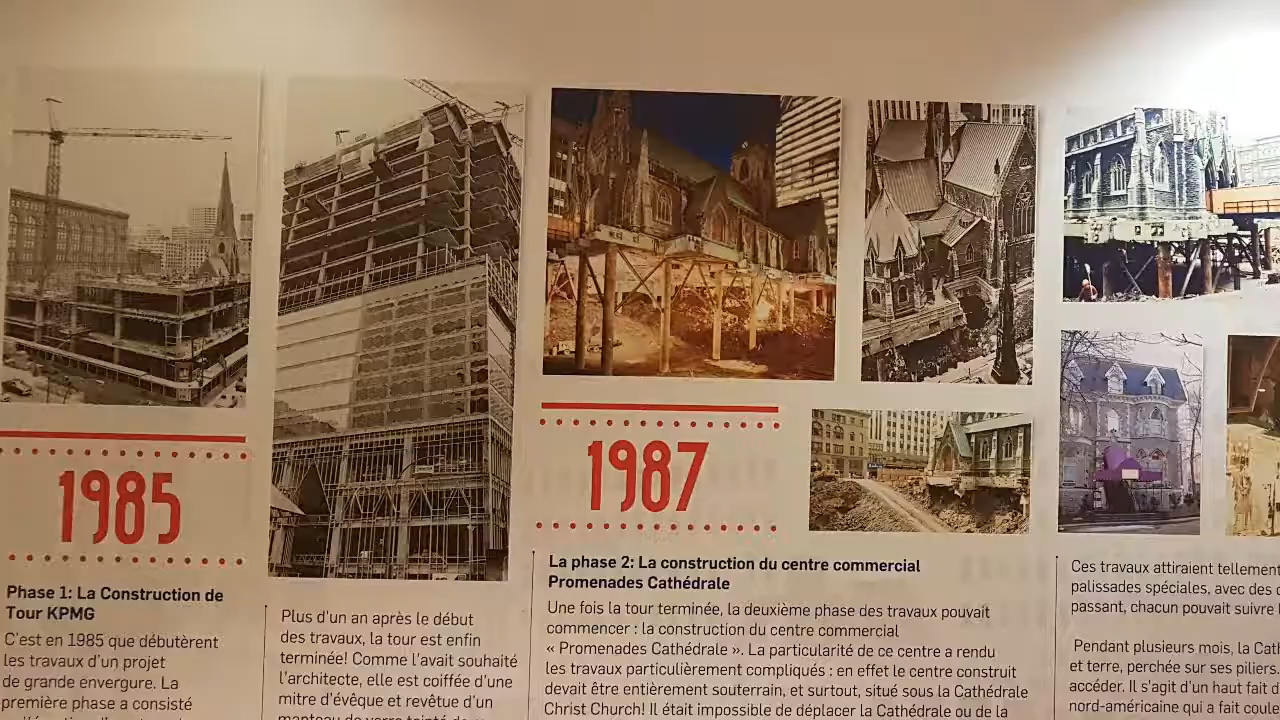 1985
Phase 1: La Construction de
Tour KPMG
C'est en 1985 que débutèrent
les travaux d'un projet
de grande envergure. La
première phase a consisté
Plus d'un an après le début
des travaux, la tour est enfin
terminée! Comme l'avait souhaité
l'architecte, elle est coiffée d'une
mitre d'évêque et revêtue d'un
manteau de verre teinté de
1987
La phase 2: La construction du centre commercial
Promenades Cathédrale
Une fois la tour terminée, la deuxième phase des travaux pouvait
commencer : la construction du centre commercial
« Promenades Cathédrale ». La particularité de ce centre a rendu
les travaux particulièrement compliqués : en effet le centre construit
devait être entièrement souterrain, et surtout, situé sous la Cathédrale
Christ Church! Il était impossible de déplacer la Cathédrale ou de la
Ces travaux attiraient tellement
palissades spéciales, avec des
passant, chacun pouvait suivre
Pendant plusieurs mois, la
et terre, perchée sur ses piliers.
accéder. Il s'agit d'un haut fait
nord-américaine qui a fait